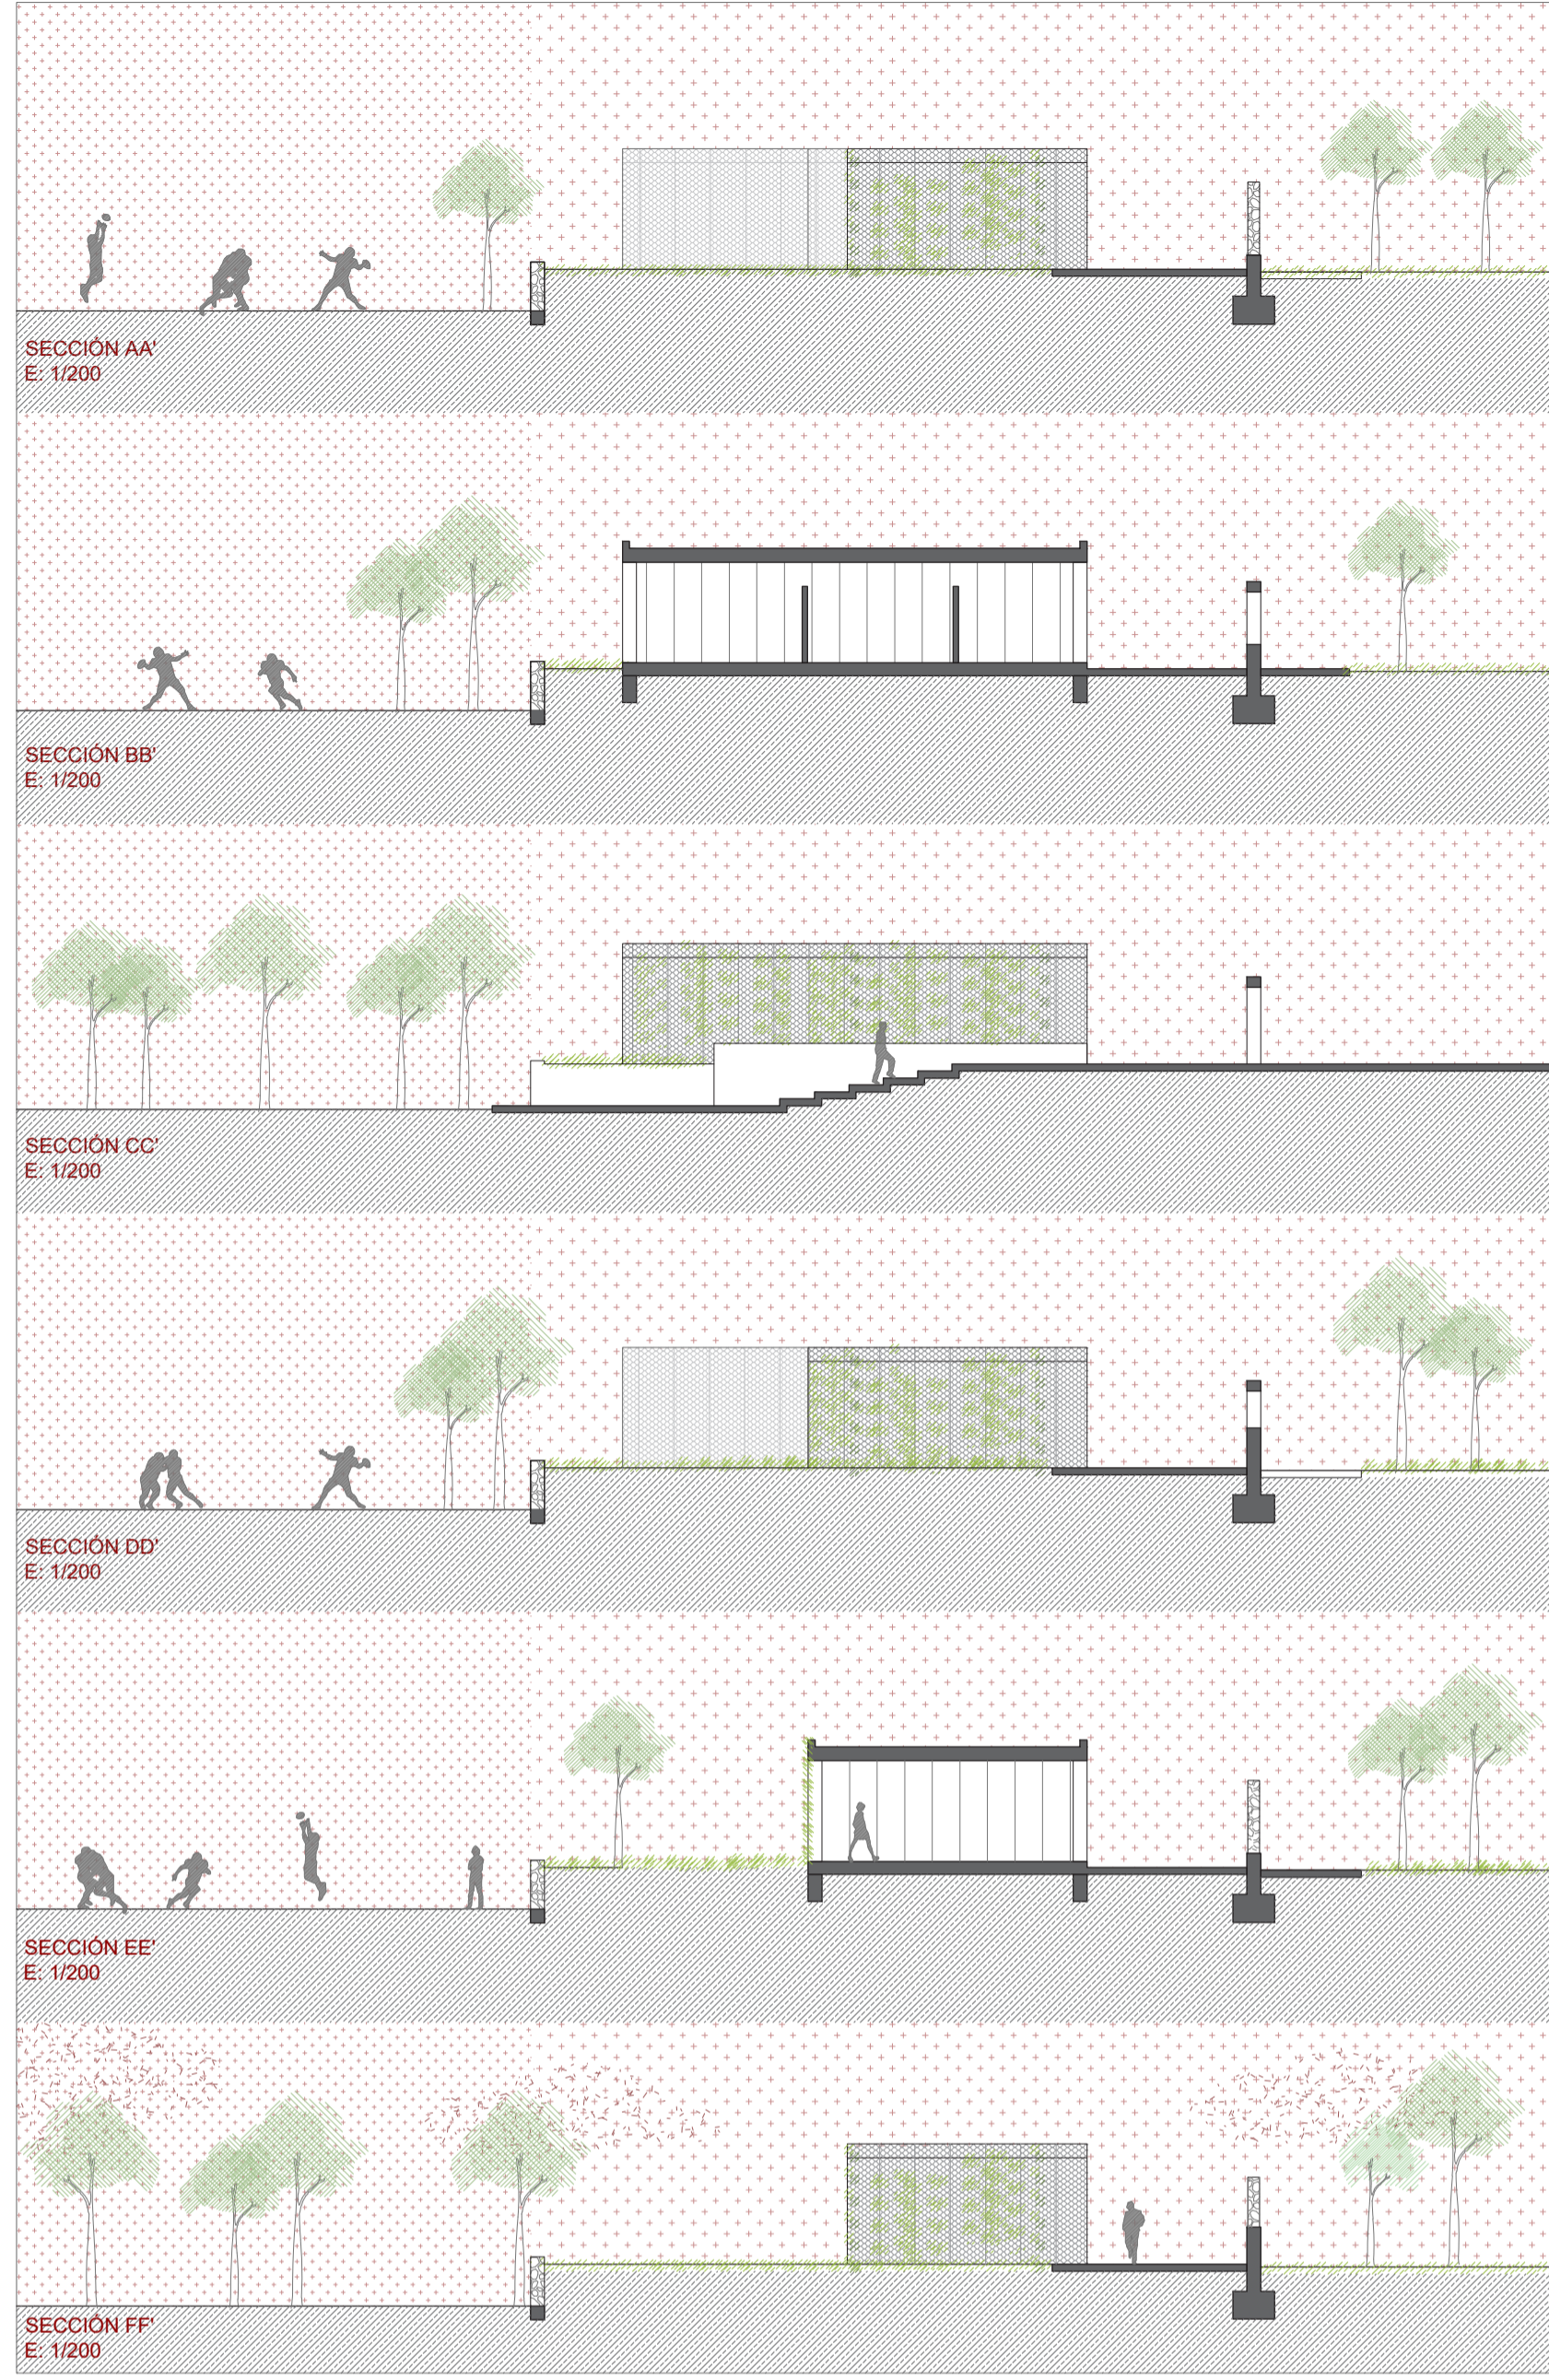 SECCIÓN AA'
E: 1/200
SECCIÓN BB'
E: 1/200
SECCIÓN CC'
E: 1/200
SECCIÓN DD'
E: 1/200
SECCIÓN EE'
E: 1/200
SECCIÓN FF'
E: 1/200